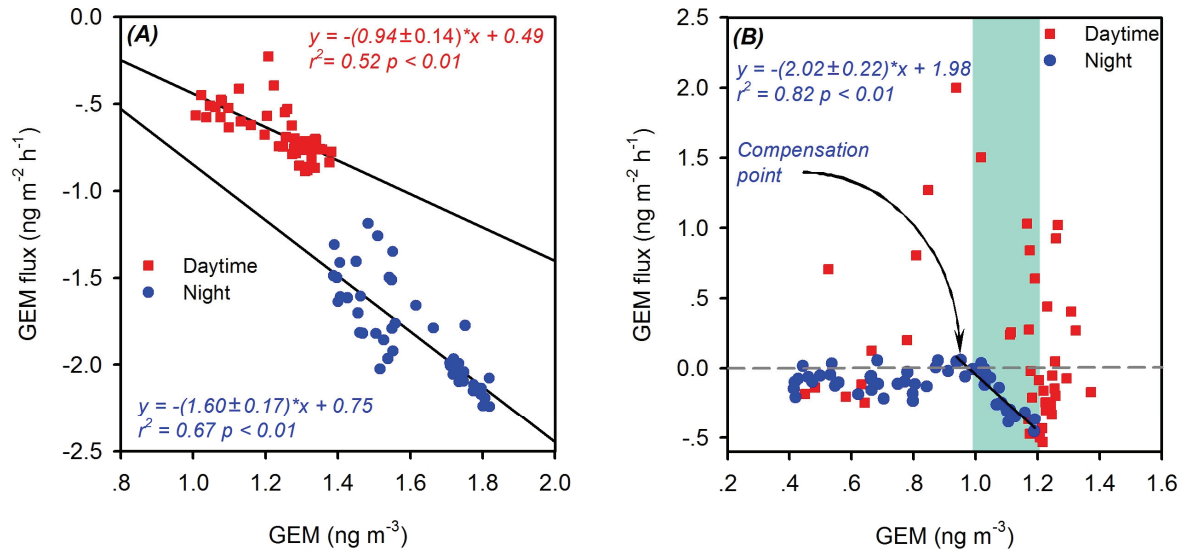 (A)
y = -(0.94±0.14)*x + 0.49
r² = 0.52 p < 0.01
Daytime
Night
y = -(1.60±0.17)*x + 0.75
r² = 0.67 p < 0.01
0.0
-.5
-1.0
-1.5
-2.0
-2.5
GEM flux (ng m⁻² h⁻¹)
.8 1.0 1.2 1.4 1.6 1.8 2.0
GEM (ng m⁻³)
(B)
Daytime
Night
y = -(2.02±0.22)*x + 1.98
r² = 0.82 p < 0.01
Compensation
point
2.5
2.0
1.5
1.0
.5
0.0
-.5
GEM flux (ng m⁻² h⁻¹)
.2 .4 .6 .8 1.0 1.2 1.4 1.6
GEM (ng m⁻³)